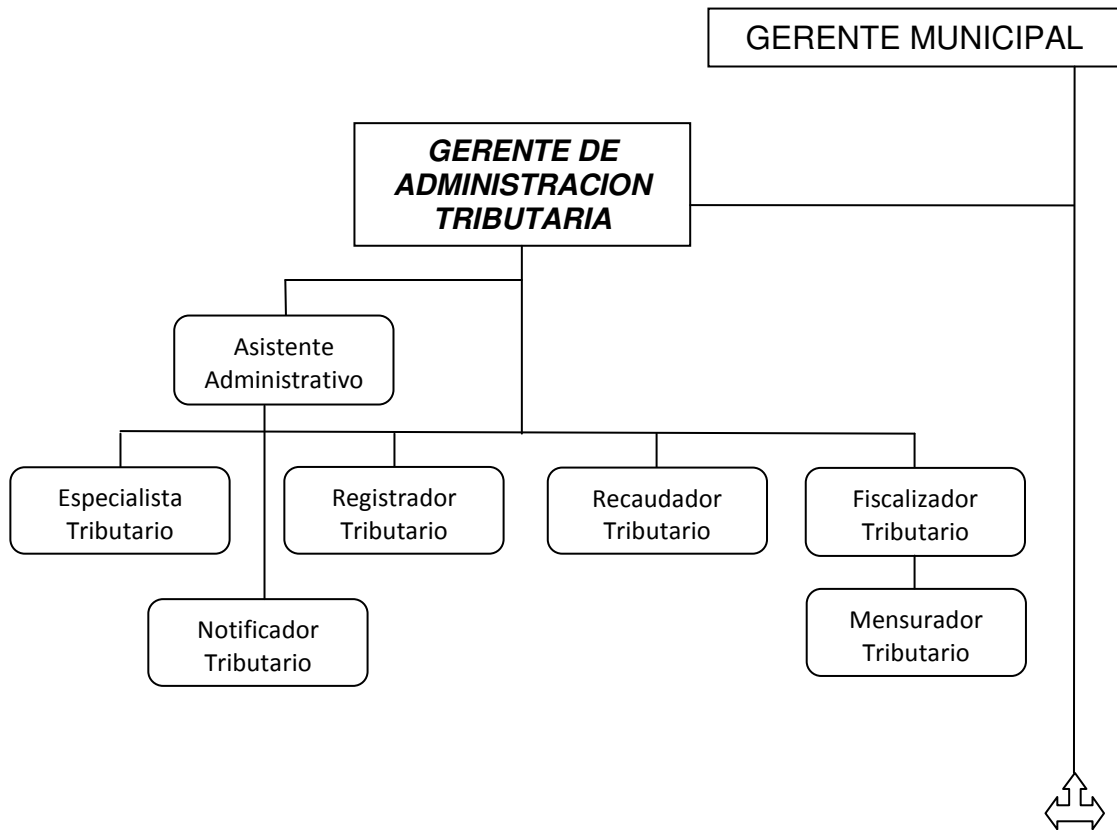 GERENTE MUNICIPAL
GERENTE DE
ADMINISTRACION
TRIBUTARIA
Asistente
Administrativo
Especialista
Tributario
Registrador
Tributario
Recaudador
Tributario
Fiscalizador
Tributario
Notificador
Tributario
Mensurador
Tributario